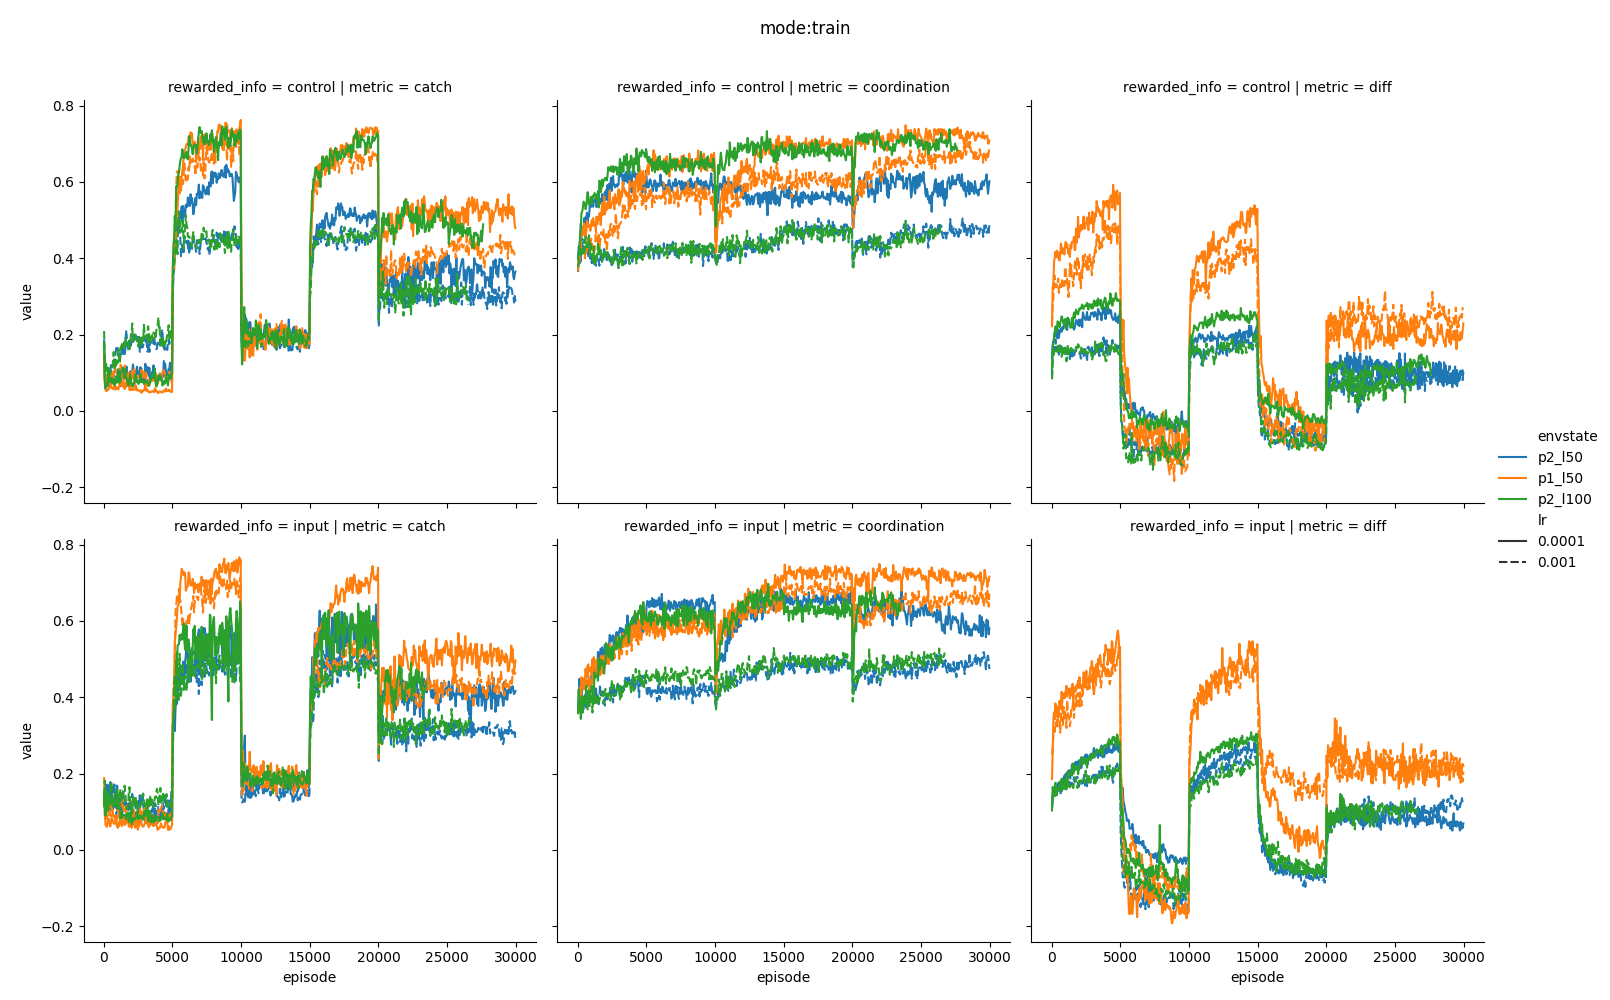 mode:train
rewarded_info = control | metric = catch
rewarded_info = control | metric = coordination
rewarded_info = control | metric = diff
0.8
0.6
0.4
0.2
0.0
−0.2
value
rewarded_info = input | metric = catch
rewarded_info = input | metric = coordination
rewarded_info = input | metric = diff
0.8
0.6
0.4
0.2
0.0
−0.2
value
0 5000 10000 15000 20000 25000 30000
episode
0 5000 10000 15000 20000 25000 30000
episode
0 5000 10000 15000 20000 25000 30000
episode
envstate
p2_l50
p1_l50
p2_l100
lr
0.0001
0.001